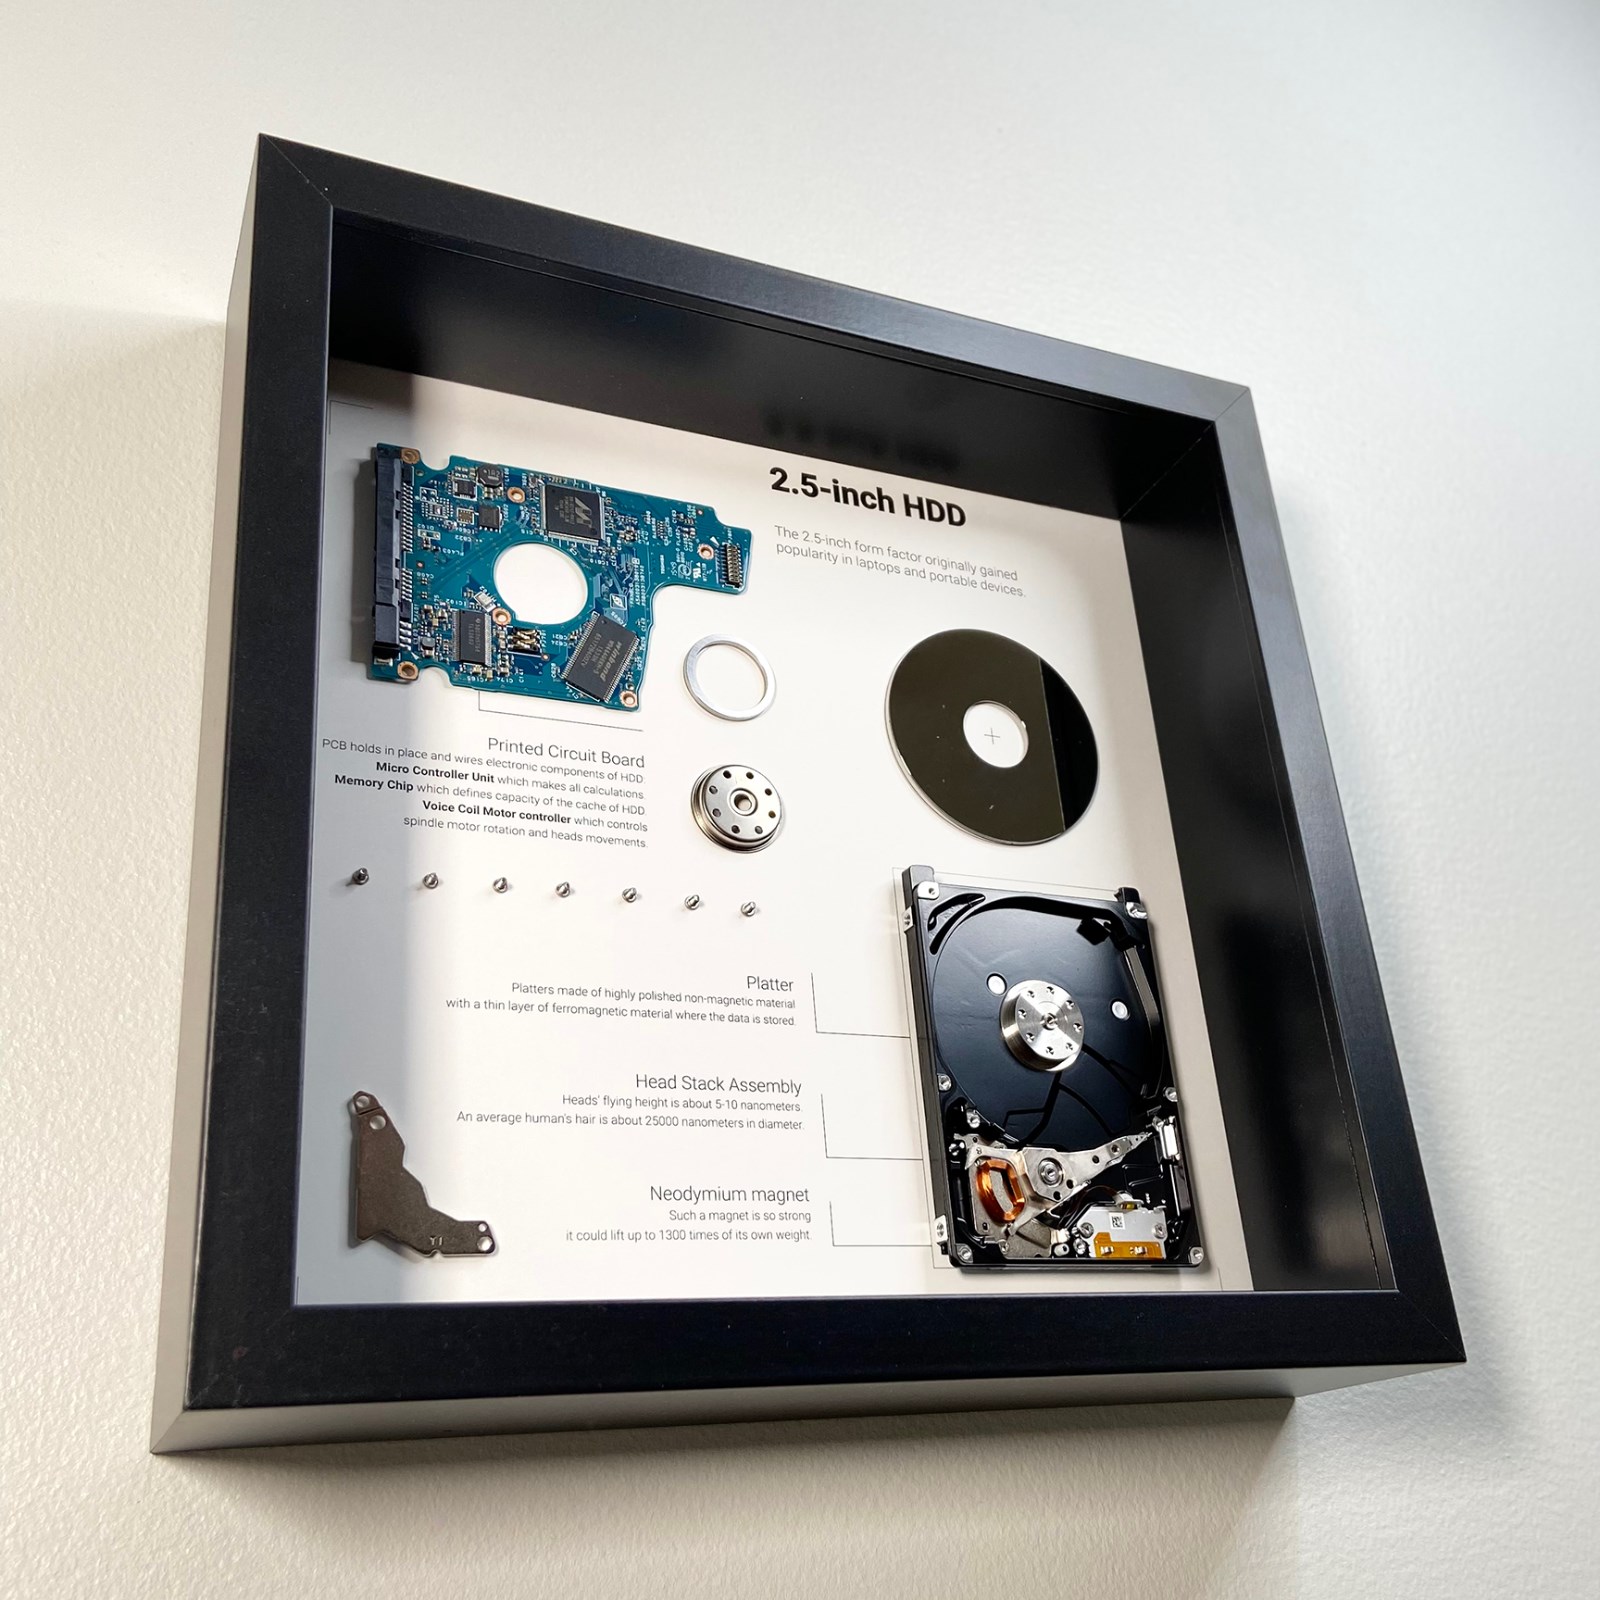 2.5-inch HDD
The 2.5-inch form factor originally gained
popularity in laptops and portable devices.
Printed Circuit Board
PCB holds in place and wires electronic components of HDD.
Micro Controller Unit which makes all calculations.
Memory Chip which defines capacity of the cache of HDD
Voice Coil Motor controller which controls
spindle motor rotation and heads movements.
Platter
Platters made of highly polished non-magnetic material
with a thin layer of ferromagnetic material where the data is stored.
Head Stack Assembly
Heads' flying height is about 5-10 nanometers.
An average human's hair is about 25000 nanometers in diameter.
Neodymium magnet
Such a magnet is so strong
it could lift up to 1300 times of its own weight.
winbond
Y1